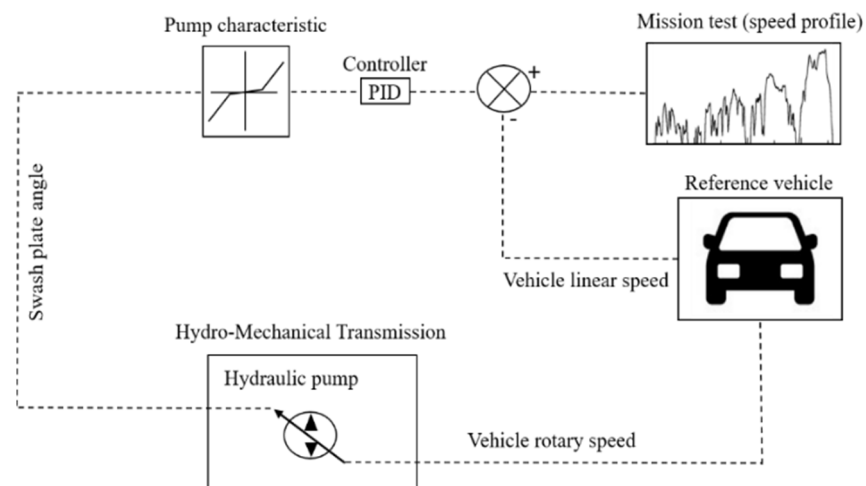 Pump characteristic
Mission test (speed profile)
Controller
PID
+
-
Reference vehicle
Swash plate angle
Vehicle linear speed
Hydro-Mechanical Transmission
Hydraulic pump
Vehicle rotary speed